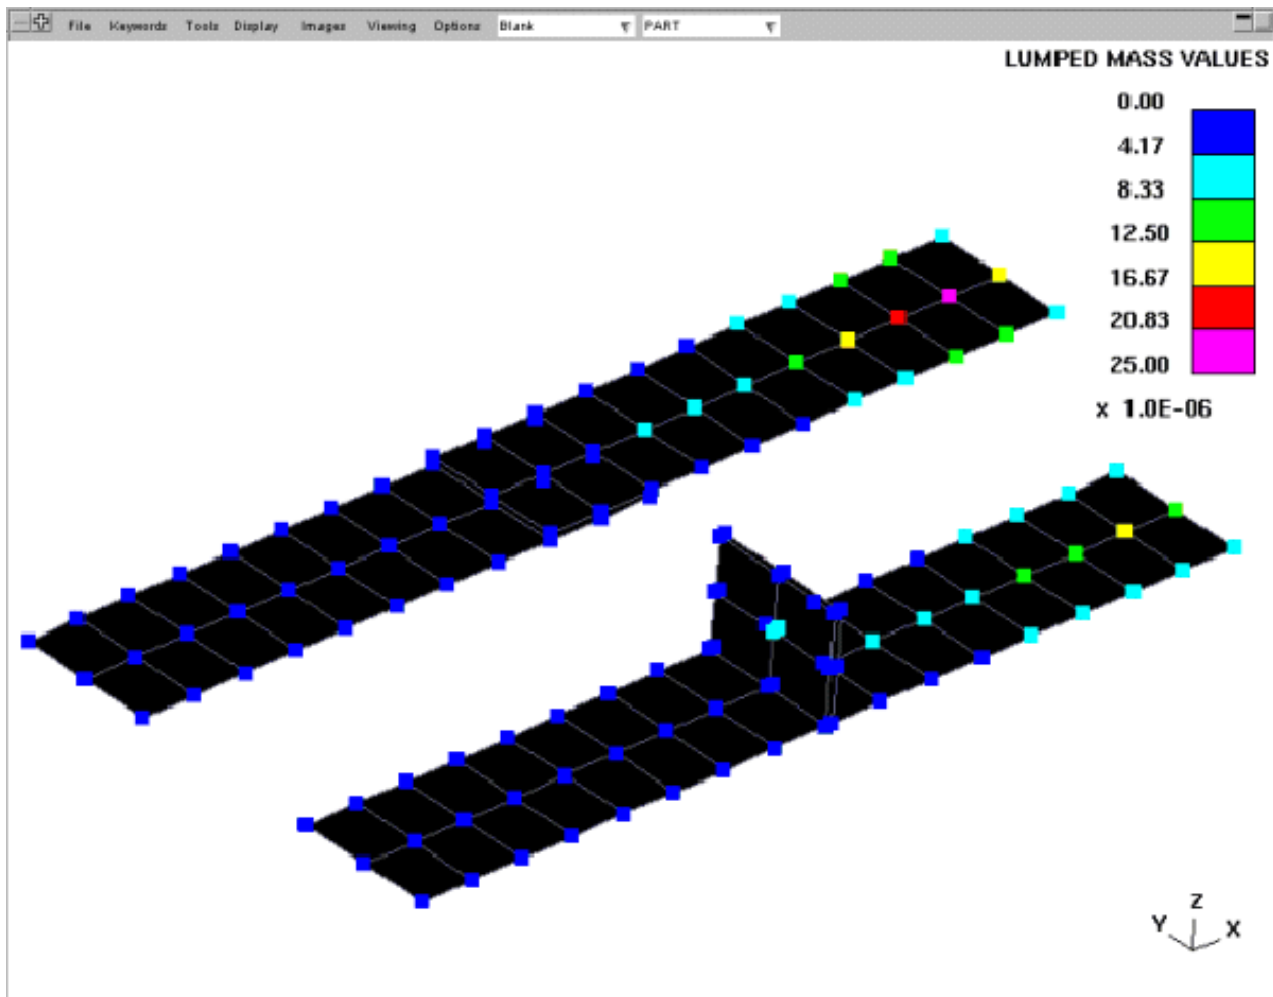 File Keywords Tools Display Images Viewing Options Blank PART
LUMPED MASS VALUES
0.00
4.17
8.33
12.50
16.67
20.83
25.00
x 1.0E-06
Z
Y X